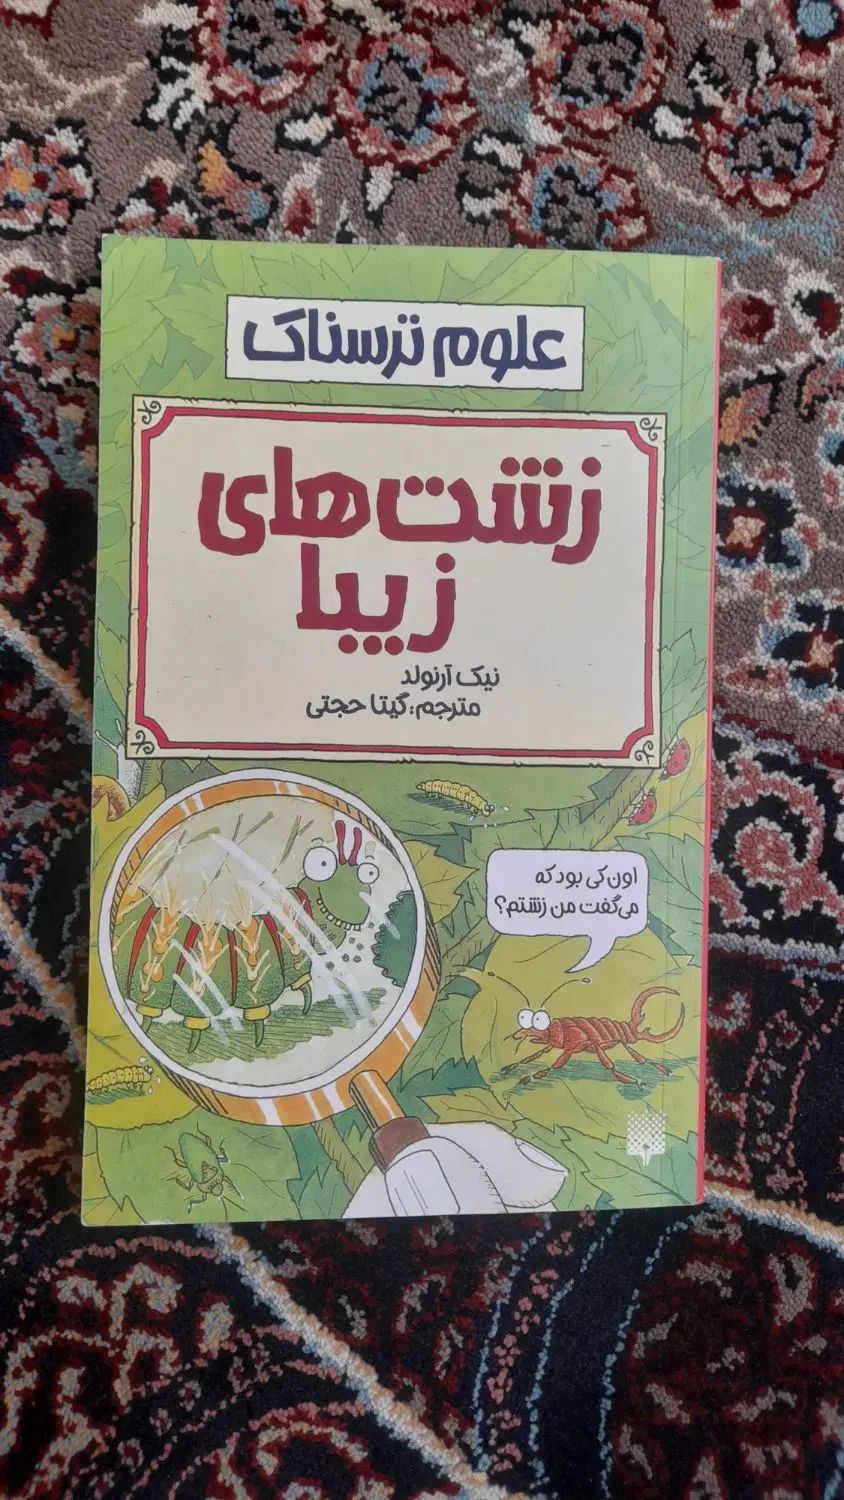 علوم ترسناک
زشت‌های
زیبا
نیک آرنولد
مترجم: گیتا حجتی
اون کی بود که
می‌گفت من زشتم؟